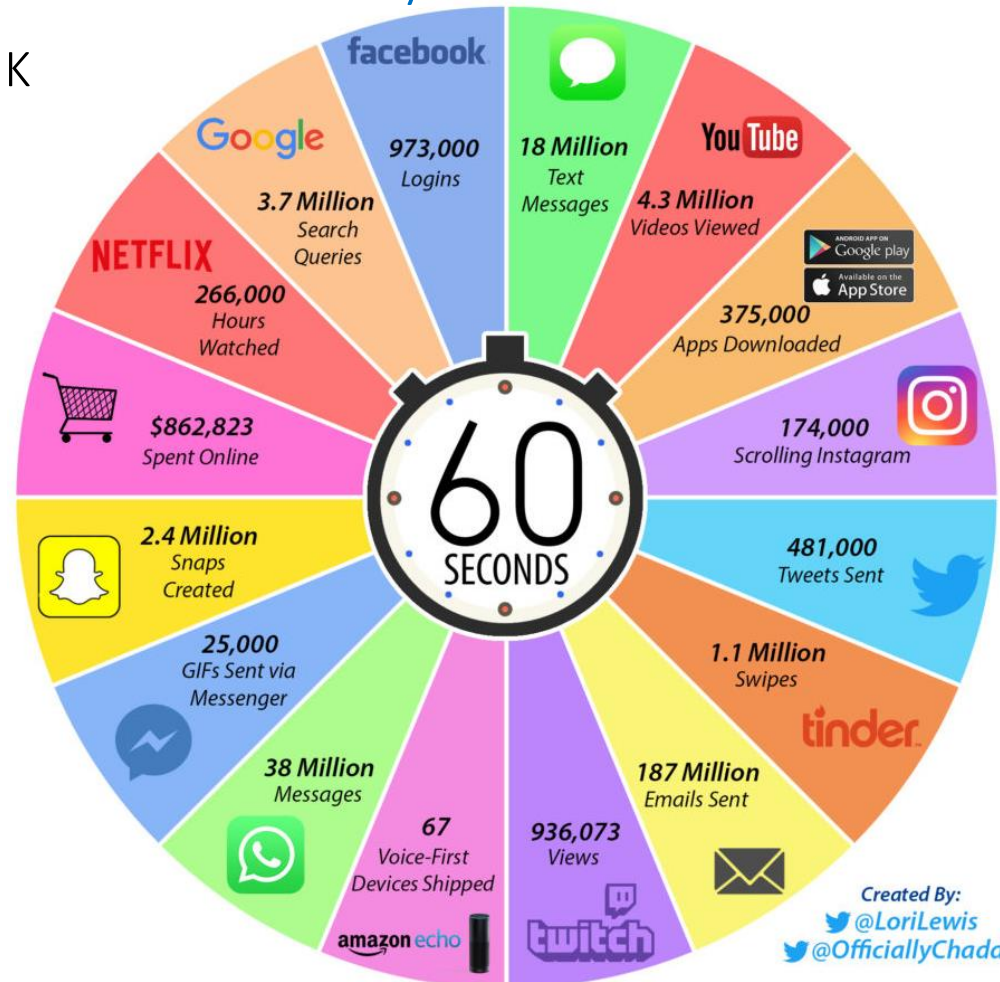 K
facebook
973,000
Logins
18 Million
Text
Messages
YouTube
4.3 Million
Videos Viewed
ANDROID APP ON
Google play
Available on the
App Store
375,000
Apps Downloaded
174,000
Scrolling Instagram
481,000
Tweets Sent
1.1 Million
Swipes
tinder
187 Million
Emails Sent
936,073
Views
twitch
67
Voice-First
Devices Shipped
amazon echo
38 Million
Messages
25,000
GIFs Sent via
Messenger
2.4 Million
Snaps
Created
$862,823
Spent Online
NETFLIX
266,000
Hours
Watched
Google
3.7 Million
Search
Queries
60
SECONDS
Created By:
@LoriLewis
@OfficiallyChadd